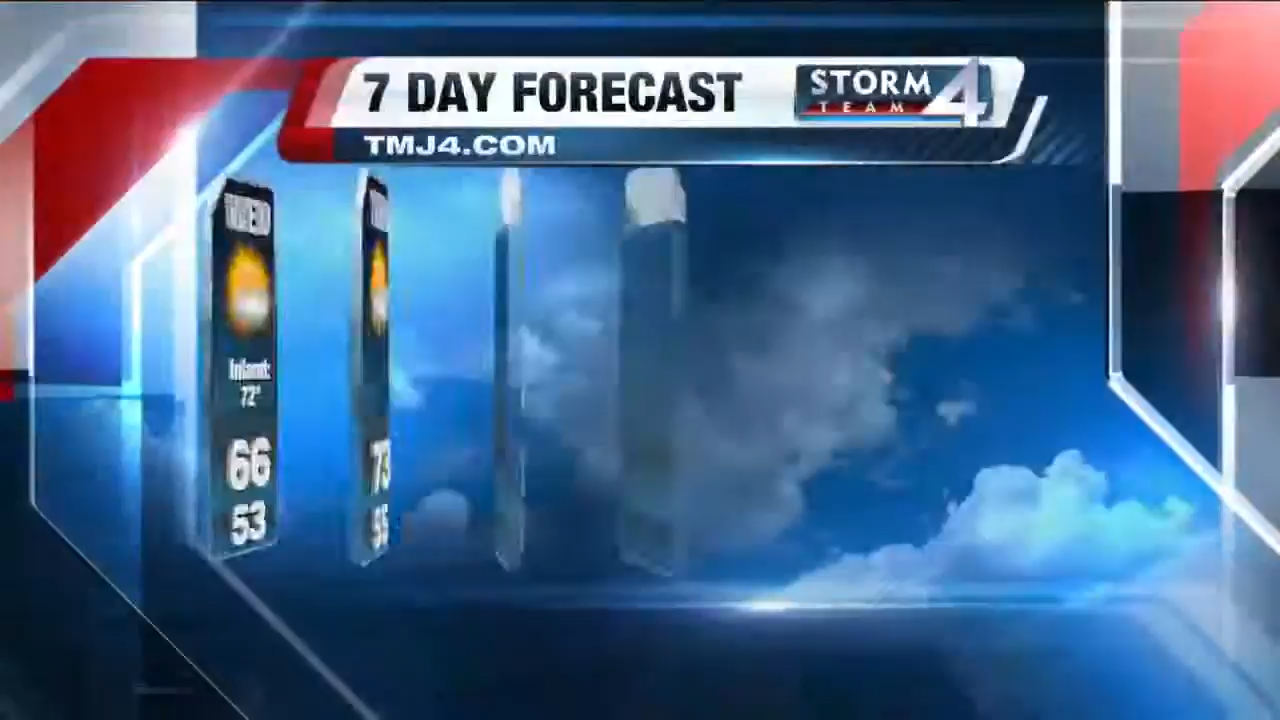 7 DAY FORECAST
STORM 4
TEAM
TMJ4.COM
WED
Inland:
72°
66
73
53